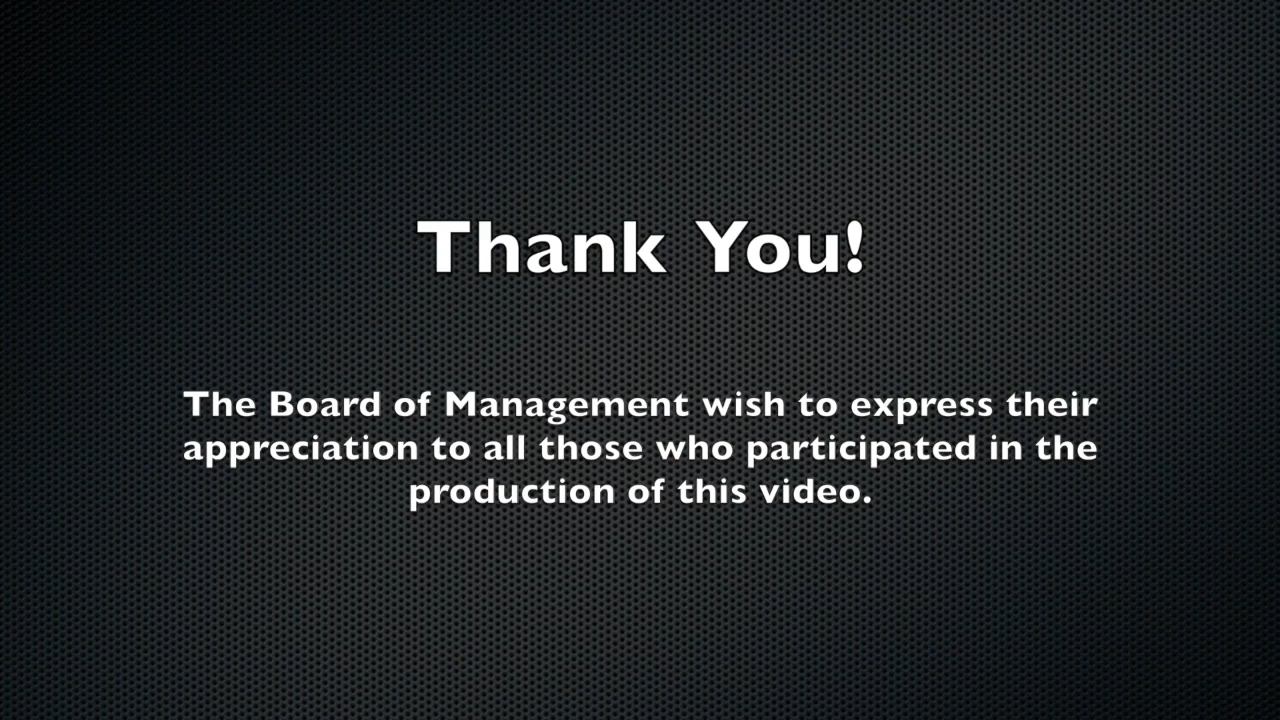 Thank You!
The Board of Management wish to express their
appreciation to all those who participated in the
production of this video.